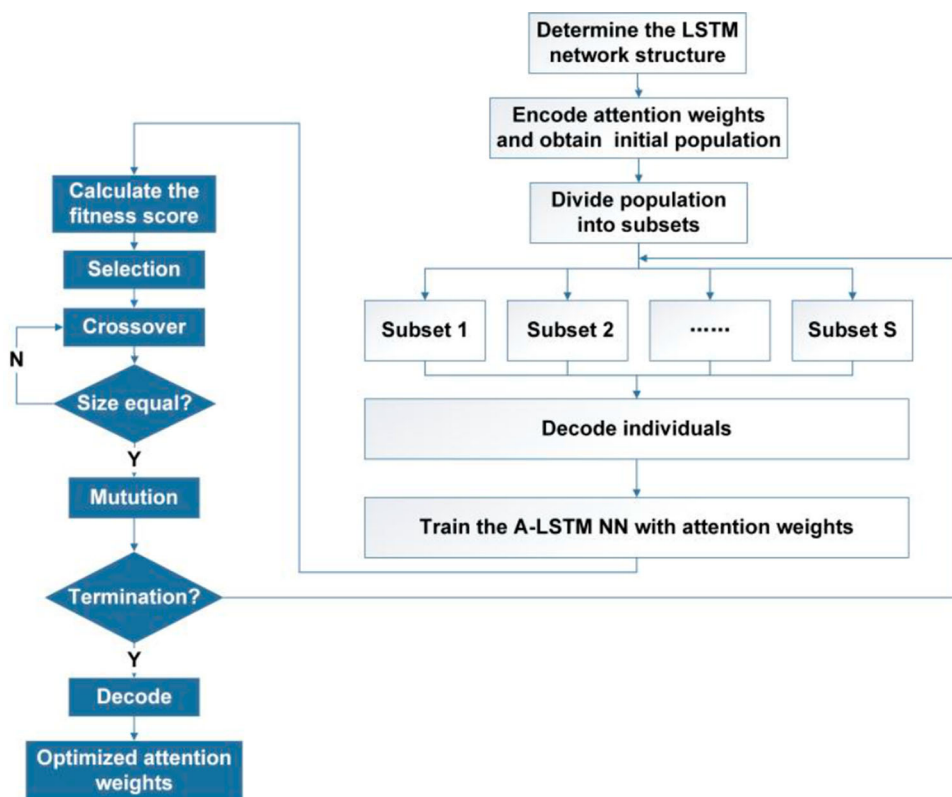 Determine the LSTM
network structure
Encode attention weights
and obtain initial population
Divide population
into subsets
Subset 1
Subset 2
......
Subset S
Decode individuals
Train the A-LSTM NN with attention weights
Calculate the
fitness score
Selection
Crossover
N
Size equal?
Y
Mutution
Termination?
Y
Decode
Optimized attention
weights